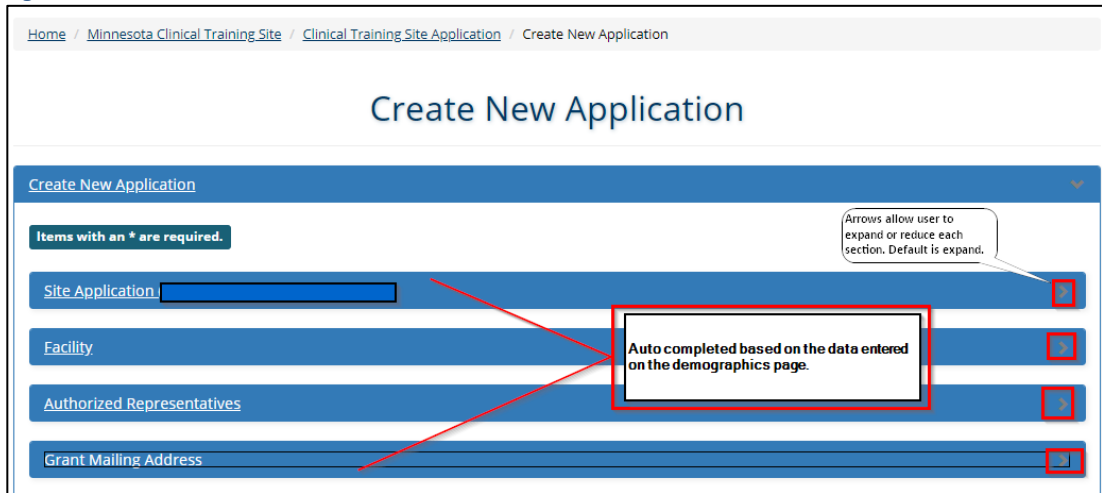 Home / Minnesota Clinical Training Site / Clinical Training Site Application / Create New Application
Create New Application
Create New Application
Items with an * are required.
Arrows allow user to
expand or reduce each
section. Default is expand.
Site Application
Facility
Auto completed based on the data entered
on the demographics page.
Authorized Representatives
Grant Mailing Address